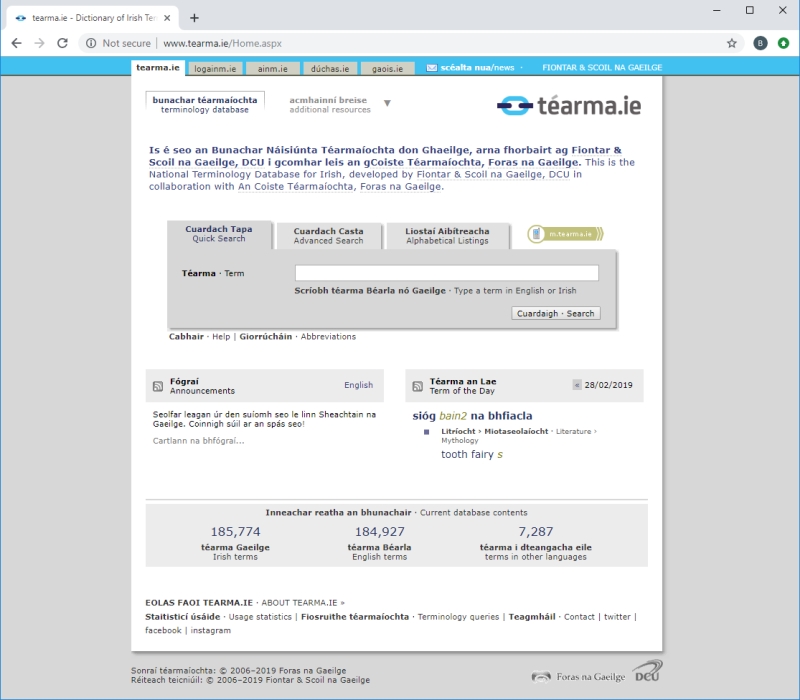 tearma.ie - Dictionary of Irish Ter
Not secure | www.tearma.ie/Home.aspx
B
tearma.ie logainm.ie ainm.ie dúchas.ie gaois.ie scéalta nua/news · FIONTAR & SCOIL NA GAEILGE
bunachar téarmaíochta
terminology database
acmhainní breise
additional resources
téarma.ie
Is é seo an Bunachar Náisiúnta Téarmaíochta don Ghaeilge, arna fhorbairt ag Fiontar &
Scoil na Gaeilge, DCU i gcomhar leis an gCoiste Téarmaíochta, Foras na Gaeilge. This is the
National Terminology Database for Irish, developed by Fiontar & Scoil na Gaeilge, DCU in
collaboration with An Coiste Téarmaíochta, Foras na Gaeilge.
Cuardach Tapa
Quick Search
Cuardach Casta
Advanced Search
Liostaí Aibítreacha
Alphabetical Listings
m.tearma.ie
Téarma · Term
Scríobh téarma Béarla nó Gaeilge · Type a term in English or Irish
Cuardaigh · Search
Cabhair · Help | Giorrúcháin · Abbreviations
Fógraí
Announcements
English
Seolfar leagan úr den suíomh seo le linn Sheachtain na
Gaeilge. Coinnigh súil ar an spás seo!
Cartlann na bhfógraí...
Téarma an Lae
Term of the Day
« 28/02/2019
sióg bain2 na bhfiacla
Litríocht › Miotaseolaíocht · Literature ›
Mythology
tooth fairy s
Inneachar reatha an bhunachair · Current database contents
185,774 184,927 7,287
téarma Gaeilge téarma Béarla téarma i dteangacha eile
Irish terms English terms terms in other languages
EOLAS FAOI TEARMA.IE · ABOUT TEARMA.IE »
Staitisticí úsáide · Usage statistics | Fiosruithe téarmaíochta · Terminology queries | Teagmháil · Contact | twitter |
facebook | instagram
Sonraí téarmaíochta: © 2006–2019 Foras na Gaeilge
Réiteach teicniúil: © 2006–2019 Fiontar & Scoil na Gaeilge
Foras na Gaeilge DCU